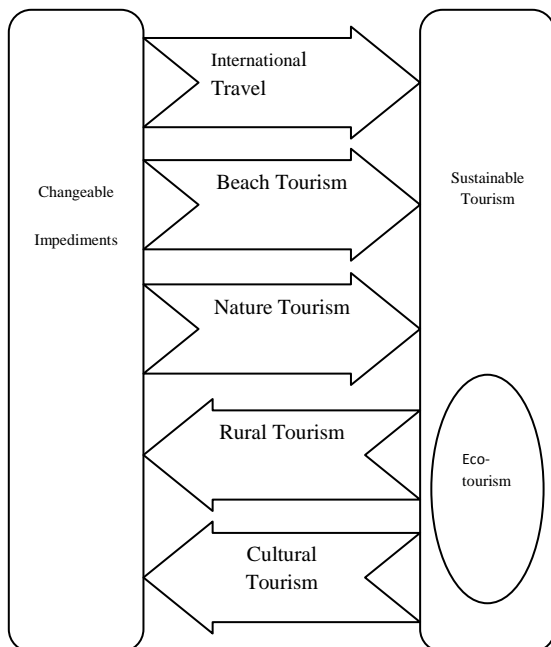 International
Travel
Beach Tourism
Changeable
Impediments
Sustainable
Tourism
Nature Tourism
Rural Tourism
Eco-
tourism
Cultural
Tourism